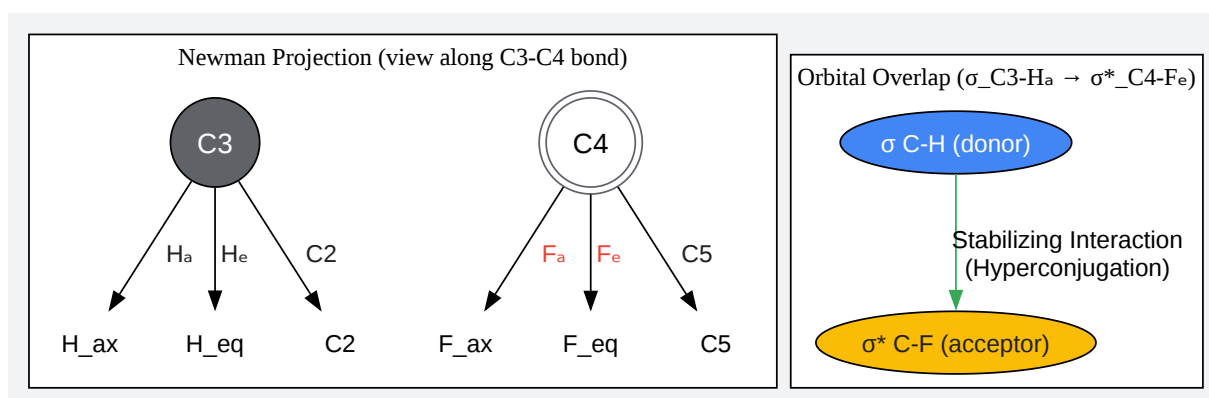 Newman Projection (view along C3-C4 bond)
C3
C4
Hₐ
Hₑ
C2
Fₐ
Fₑ
C5
H_ax
H_eq
C2
F_ax
F_eq
C5
Orbital Overlap (σ_C3-Hₐ → σ*_C4-Fₑ)
σ C-H (donor)
Stabilizing Interaction
(Hyperconjugation)
σ* C-F (acceptor)